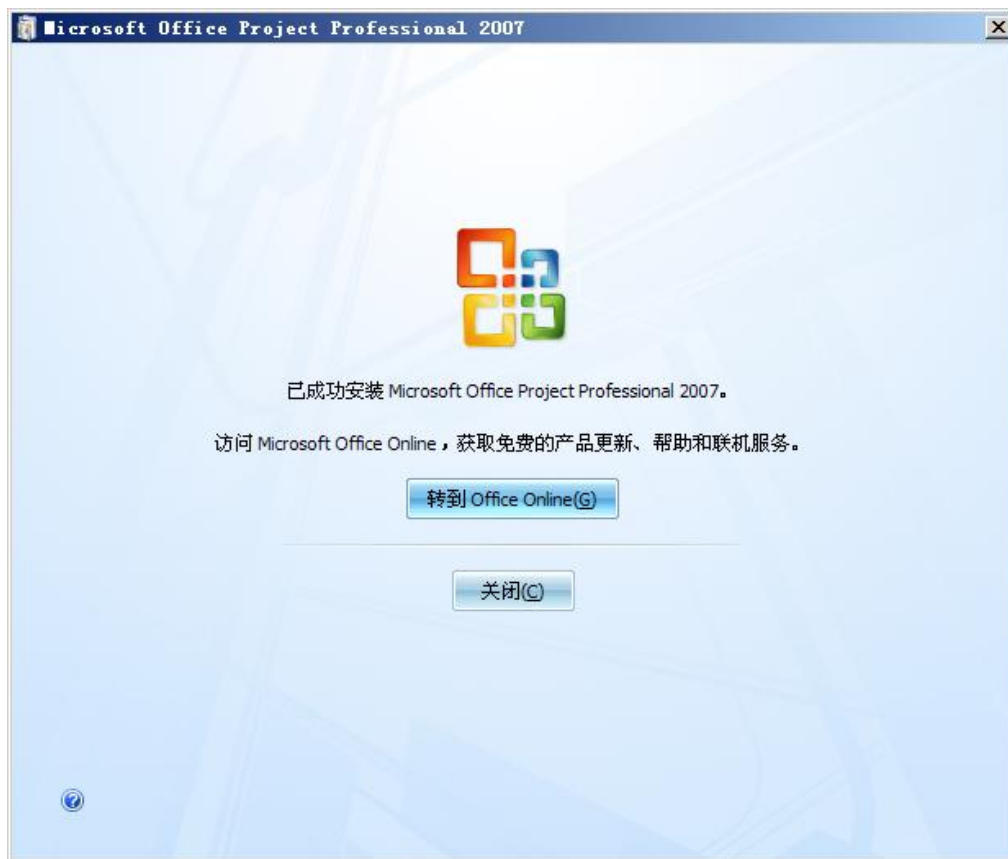 Microsoft Office Project Professional 2007
已成功安装 Microsoft Office Project Professional 2007。
访问 Microsoft Office Online，获取免费的产品更新、帮助和联机服务。
转到 Office Online(G)
关闭(C)